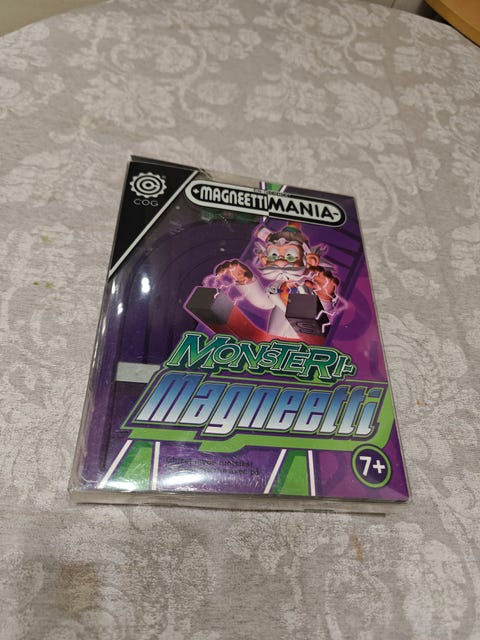 COG
MAGNEETTIMANIA
MONSTERI-
Magneetti
7+